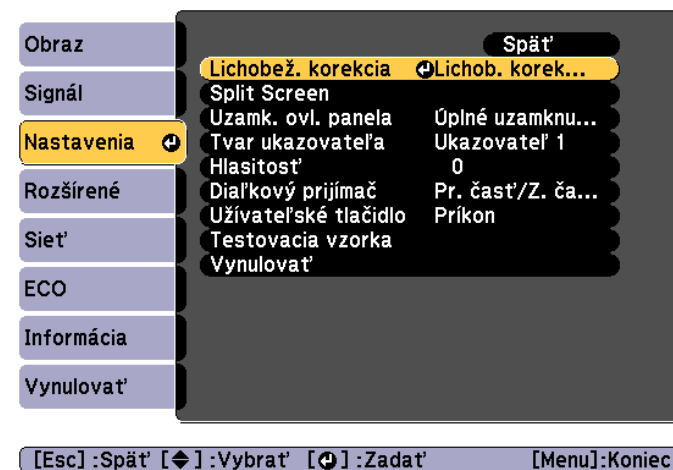 Obraz
Signál
Nastavenia
Rozšírené
Sieť
ECO
Informácia
Vynulovať
Späť
Lichobež. korekcia Lichob. korek...
Split Screen
Uzamk. ovl. panela Úplné uzamknu...
Tvar ukazovateľa Ukazovateľ 1
Hlasitosť 0
Diaľkový prijímač Pr. časť/Z. ča...
Užívateľské tlačidlo Príkon
Testovacia vzorka
Vynulovať
[Esc] :Späť [◆] :Vybrať [⏎] :Zadať [Menu]:Koniec